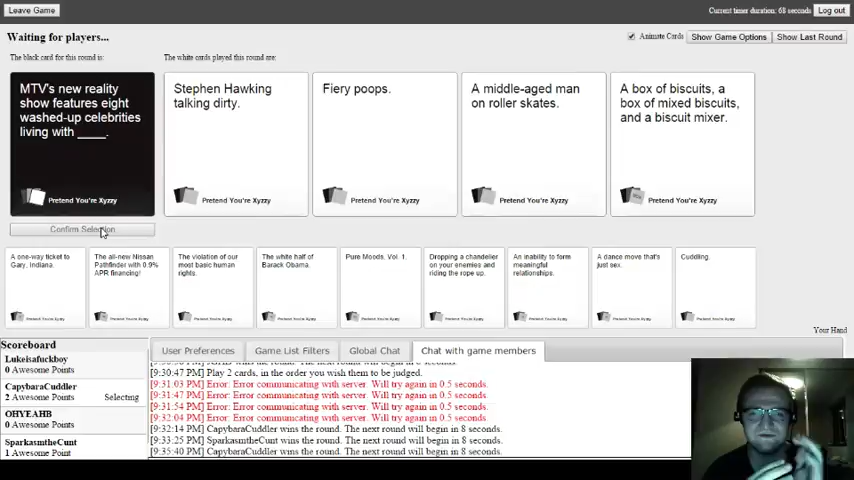 Leave Game
Current timer duration: 68 seconds
Log out
Waiting for players...
Animate Cards
Show Game Options
Show Last Round
The black card for this round is:
The white cards played this round are:
MTV's new reality
show features eight
washed-up celebrities
living with ____.
Pretend You're Xyzzy
Stephen Hawking
talking dirty.
Pretend You're Xyzzy
Fiery poops.
Pretend You're Xyzzy
A middle-aged man
on roller skates.
Pretend You're Xyzzy
A box of biscuits, a
box of mixed biscuits,
and a biscuit mixer.
Pretend You're Xyzzy
Confirm Selection
A one-way ticket to
Gary, Indiana.
The all-new Nissan
Pathfinder with 0.9%
APR financing!
The violation of our
most basic human
rights.
The white half of
Barack Obama.
Pure Moods, Vol. 1.
Dropping a chandelier
on your enemies and
riding the rope up.
An inability to form
meaningful
relationships.
A dance move that's
just sex.
Cuddling.
Your Hand
Scoreboard
Lukeisafuckboy
0 Awesome Points
CapybaraCuddler
2 Awesome Points
Selecting
OHYEAHB
0 Awesome Points
SparkasmtheCunt
1 Awesome Point
User Preferences
Game List Filters
Global Chat
Chat with game members
[9:30:47 PM] Play 2 cards, in the order you wish them to be judged.
[9:31:03 PM] Error: Error communicating with server. Will try again in 0.5 seconds.
[9:31:47 PM] Error: Error communicating with server. Will try again in 0.5 seconds.
[9:31:54 PM] Error: Error communicating with server. Will try again in 0.5 seconds.
[9:32:04 PM] Error: Error communicating with server. Will try again in 0.5 seconds.
[9:32:14 PM] CapybaraCuddler wins the round. The next round will begin in 8 seconds.
[9:33:25 PM] SparkasmtheCunt wins the round. The next round will begin in 8 seconds.
[9:35:40 PM] CapybaraCuddler wins the round. The next round will begin in 8 seconds.